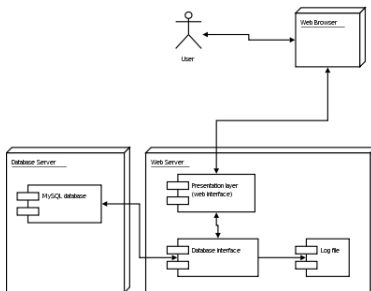 Web Browser
User
Database Server
MySQL database
Web Server
Presentation layer
(web interface)
Database interface
Log file